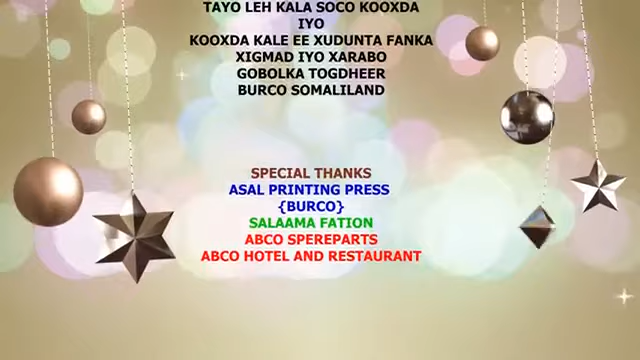 TAYO LEH KALA SOCO KOOXDA
IYO
KOOXDA KALE EE XUDUNTA FANKA
XIGMAD IYO XARABO
GOBOLKA TOGDHEER
BURCO SOMALILAND
SPECIAL THANKS
ASAL PRINTING PRESS
{BURCO}
SALAAMA FATION
ABCO SPEREPARTS
ABCO HOTEL AND RESTAURANT